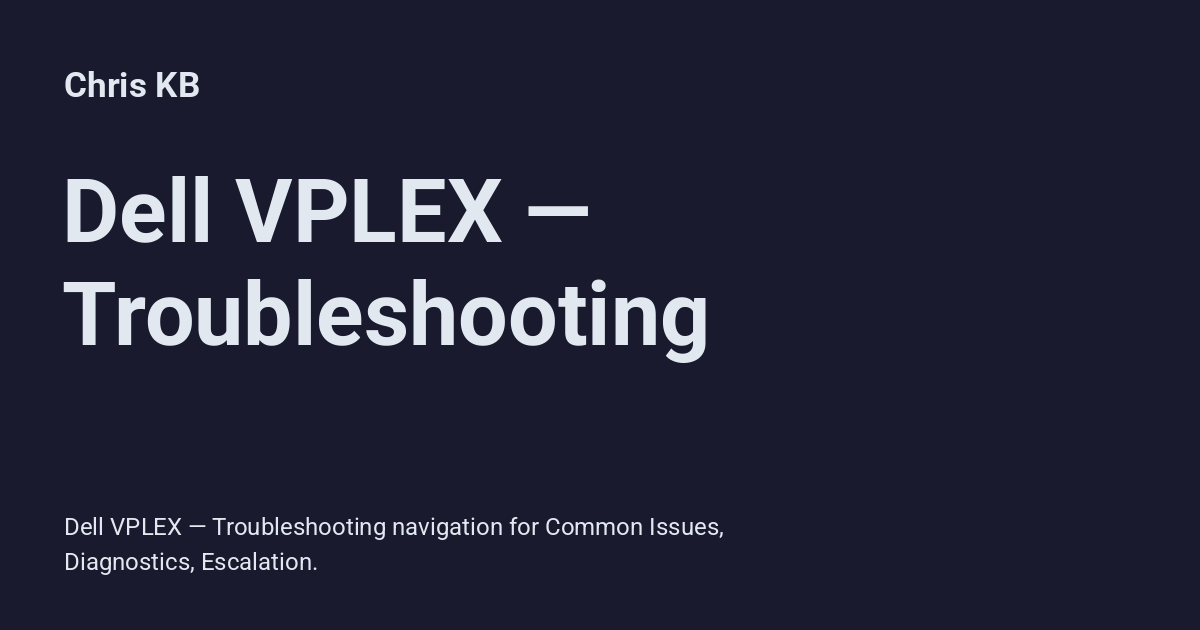 Chris KB
Dell VPLEX —
Troubleshooting
Dell VPLEX — Troubleshooting navigation for Common Issues,
Diagnostics, Escalation.